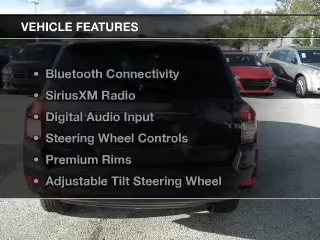 VEHICLE FEATURES
• Bluetooth Connectivity
• SiriusXM Radio
• Digital Audio Input
• Steering Wheel Controls
• Premium Rims
• Adjustable Tilt Steering Wheel